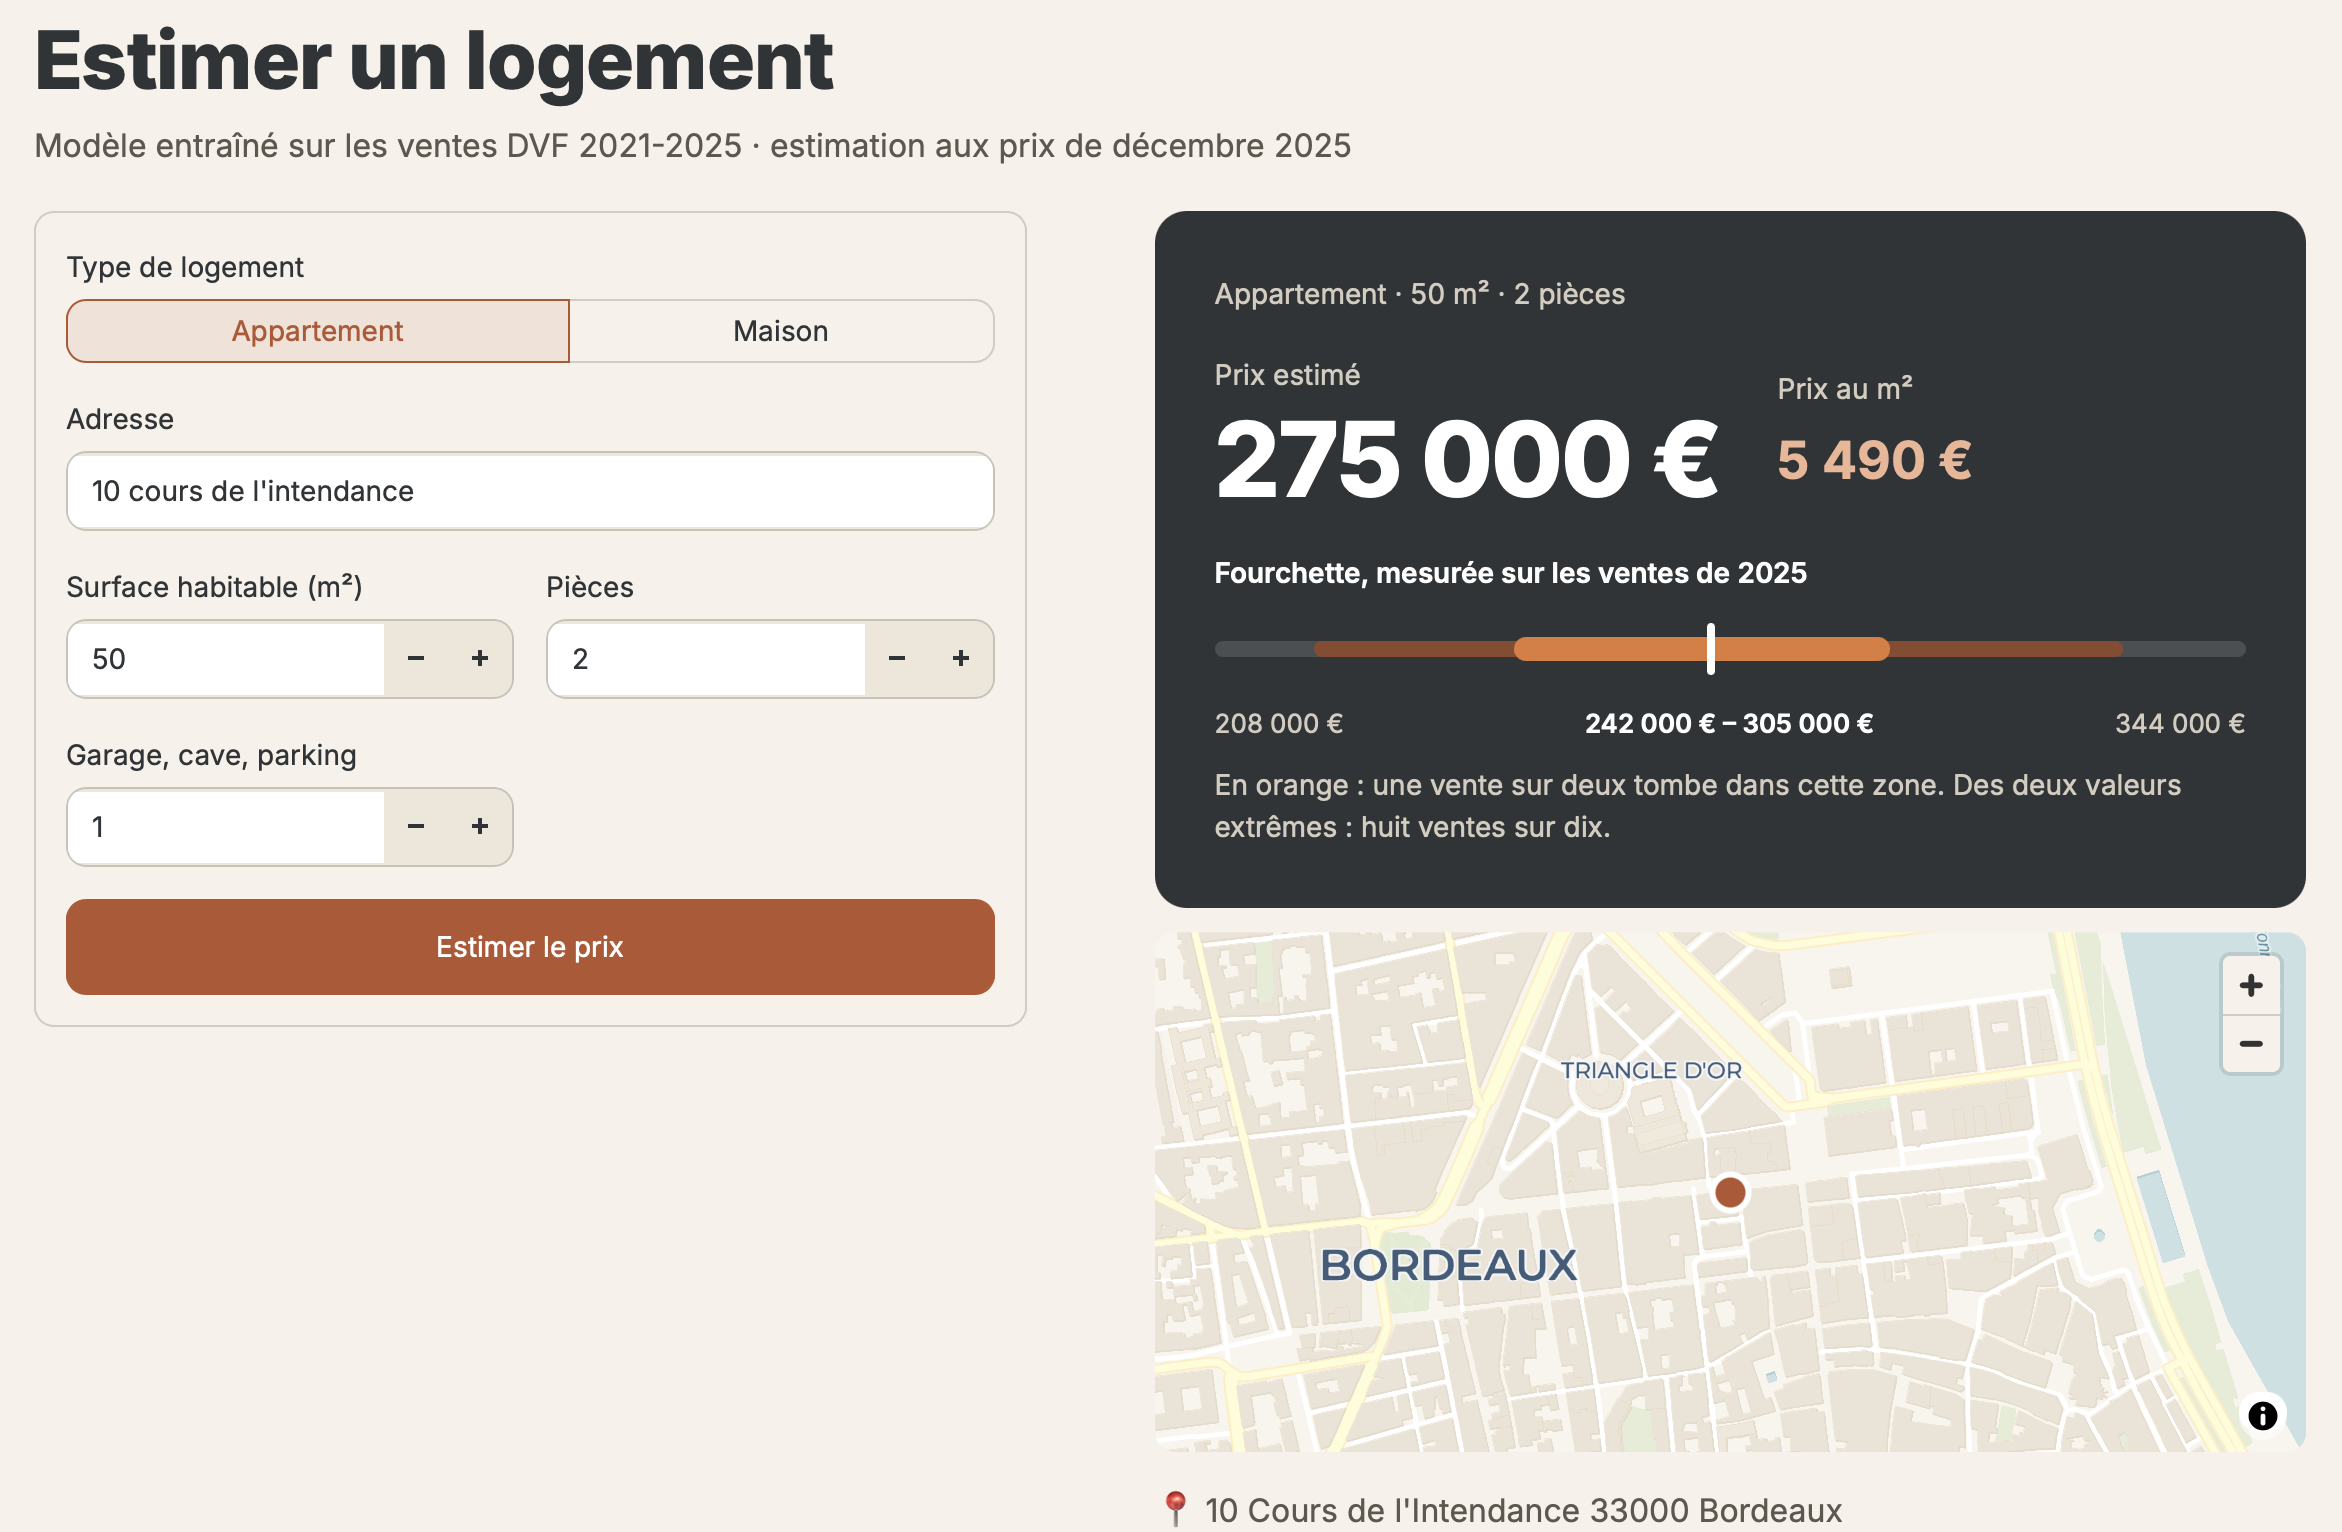 Estimer un logement
Modèle entraîné sur les ventes DVF 2021-2025 · estimation aux prix de décembre 2025
Type de logement
Appartement
Maison
Adresse
10 cours de l'intendance
Surface habitable (m²)
Pièces
50
− +
2
− +
Garage, cave, parking
1
− +
Estimer le prix
Appartement · 50 m² · 2 pièces
Prix estimé
Prix au m²
275 000 €
5 490 €
Fourchette, mesurée sur les ventes de 2025
208 000 €
242 000 € – 305 000 €
344 000 €
En orange : une vente sur deux tombe dans cette zone. Des deux valeurs
extrêmes : huit ventes sur dix.
+
−
TRIANGLE D'OR
BORDEAUX
10 Cours de l'Intendance 33000 Bordeaux